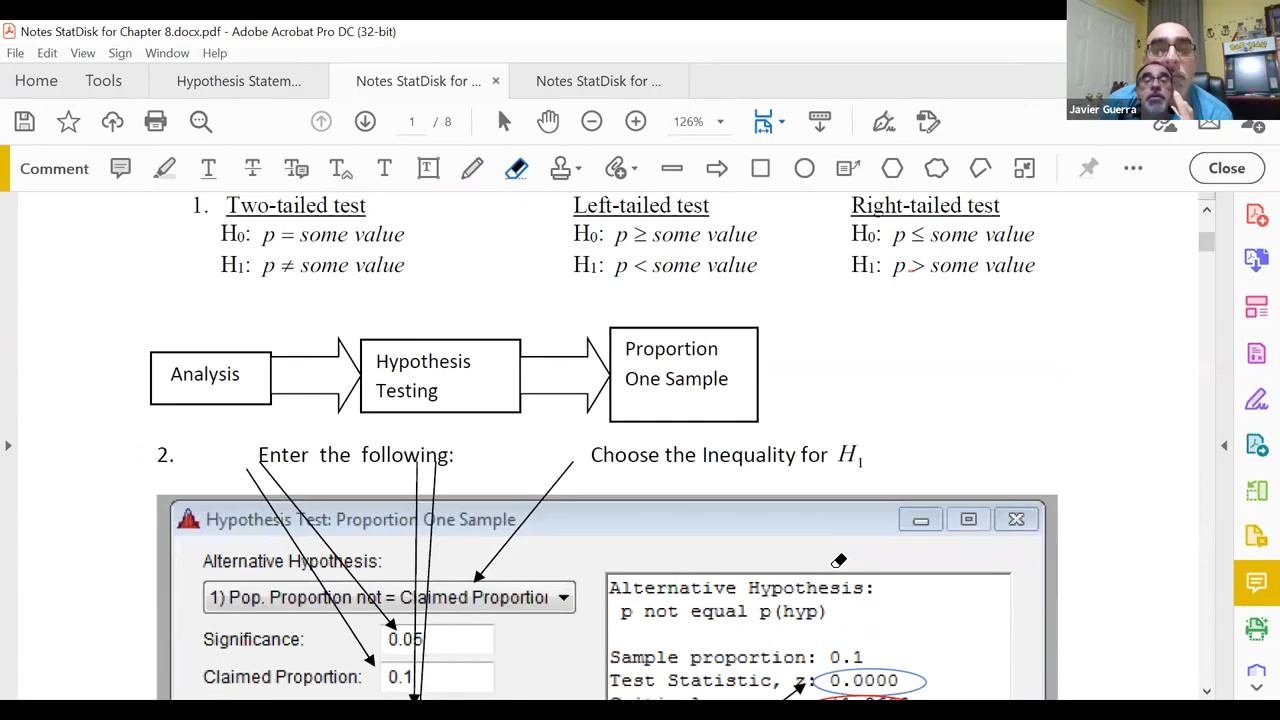 Notes StatDisk for Chapter 8.docx.pdf - Adobe Acrobat Pro DC (32-bit)
File Edit View Sign Window Help
Home Tools Hypothesis Statem... Notes StatDisk for ... × Notes StatDisk for ...
Javier Guerra
1 / 8 126%
Comment Close
1. Two-tailed test Left-tailed test Right-tailed test
H0: p = some value H0: p ≥ some value H0: p ≤ some value
H1: p ≠ some value H1: p < some value H1: p > some value
Analysis
Hypothesis
Testing
Proportion
One Sample
2. Enter the following: Choose the Inequality for H1
Hypothesis Test: Proportion One Sample
Alternative Hypothesis:
1) Pop. Proportion not = Claimed Proportion
Significance: 0.05
Claimed Proportion: 0.1
Alternative Hypothesis:
p not equal p(hyp)
Sample proportion: 0.1
Test Statistic, z: 0.0000